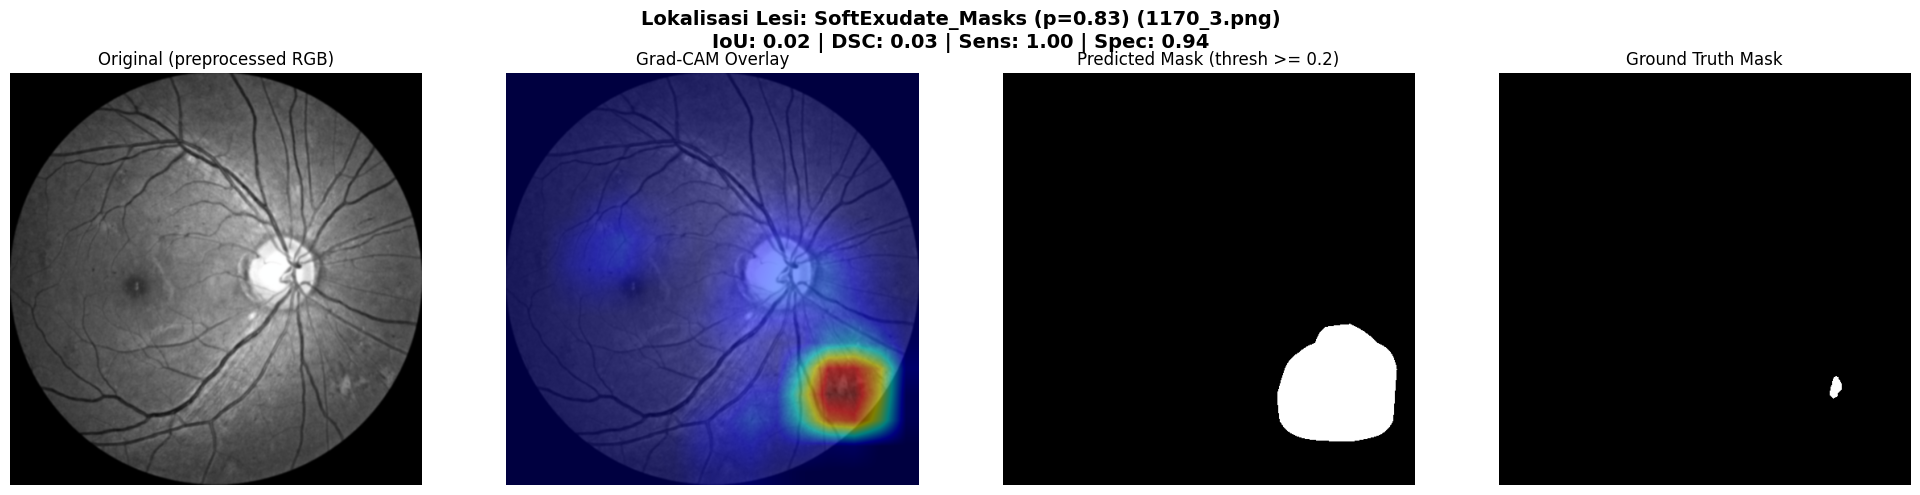 Lokalisasi Lesi: SoftExudate_Masks (p=0.83) (1170_3.png)
IoU: 0.02 | DSC: 0.03 | Sens: 1.00 | Spec: 0.94
Original (preprocessed RGB)
Grad-CAM Overlay
Predicted Mask (thresh >= 0.2)
Ground Truth Mask